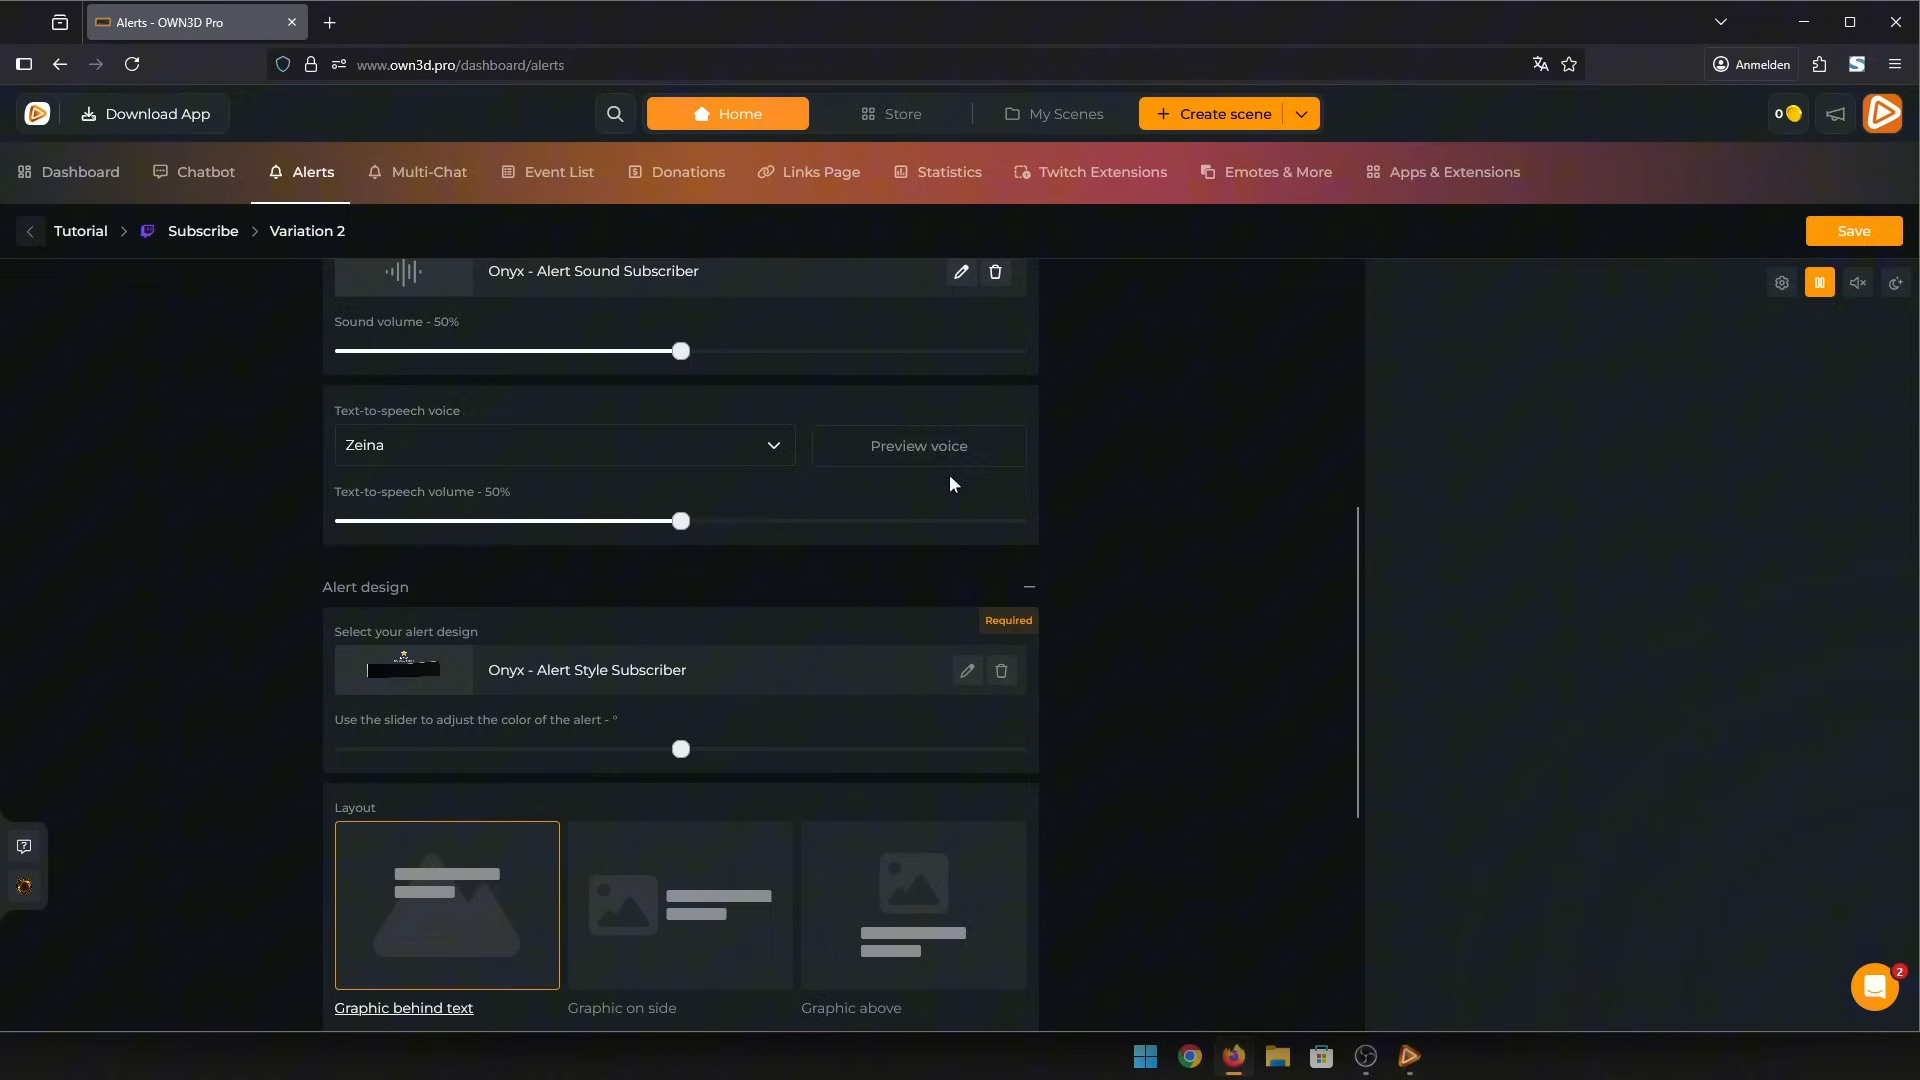 Alerts - OWN3D Pro
www.own3d.pro/dashboard/alerts
Anmelden
Download App
Home
Store
My Scenes
Create scene
0
Dashboard
Chatbot
Alerts
Multi-Chat
Event List
Donations
Links Page
Statistics
Twitch Extensions
Emotes & More
Apps & Extensions
Tutorial
Subscribe
Variation 2
Save
Onyx - Alert Sound Subscriber
Sound volume - 50%
Text-to-speech voice
Zeina
Preview voice
Text-to-speech volume - 50%
Alert design
Required
Select your alert design
Onyx - Alert Style Subscriber
Use the slider to adjust the color of the alert - °
Layout
Graphic behind text
Graphic on side
Graphic above
2